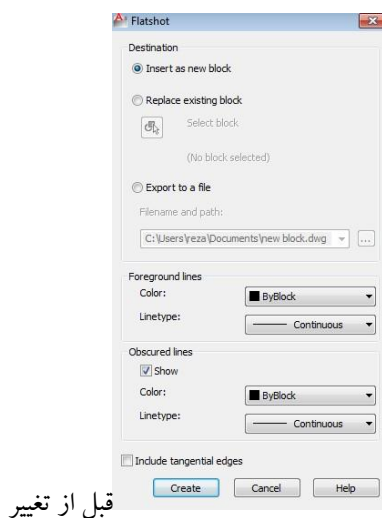 Flatshot
Destination
Insert as new block
Replace existing block
Select block
(No block selected)
Export to a file
Filename and path:
C:\Users\reza\Documents\new block.dwg
...
Foreground lines
Color:
ByBlock
Linetype:
Continuous
Obscured lines
Show
Color:
ByBlock
Linetype:
Continuous
Include tangential edges
Create
Cancel
Help
قبل از تغییر